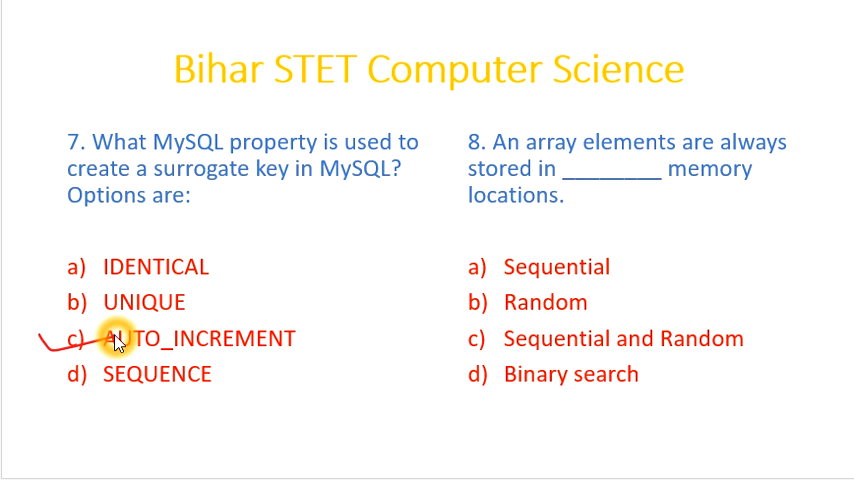 Bihar STET Computer Science
7. What MySQL property is used to
create a surrogate key in MySQL?
Options are:
a) IDENTICAL
b) UNIQUE
c) AUTO_INCREMENT
d) SEQUENCE
8. An array elements are always
stored in _________ memory
locations.
a) Sequential
b) Random
c) Sequential and Random
d) Binary search